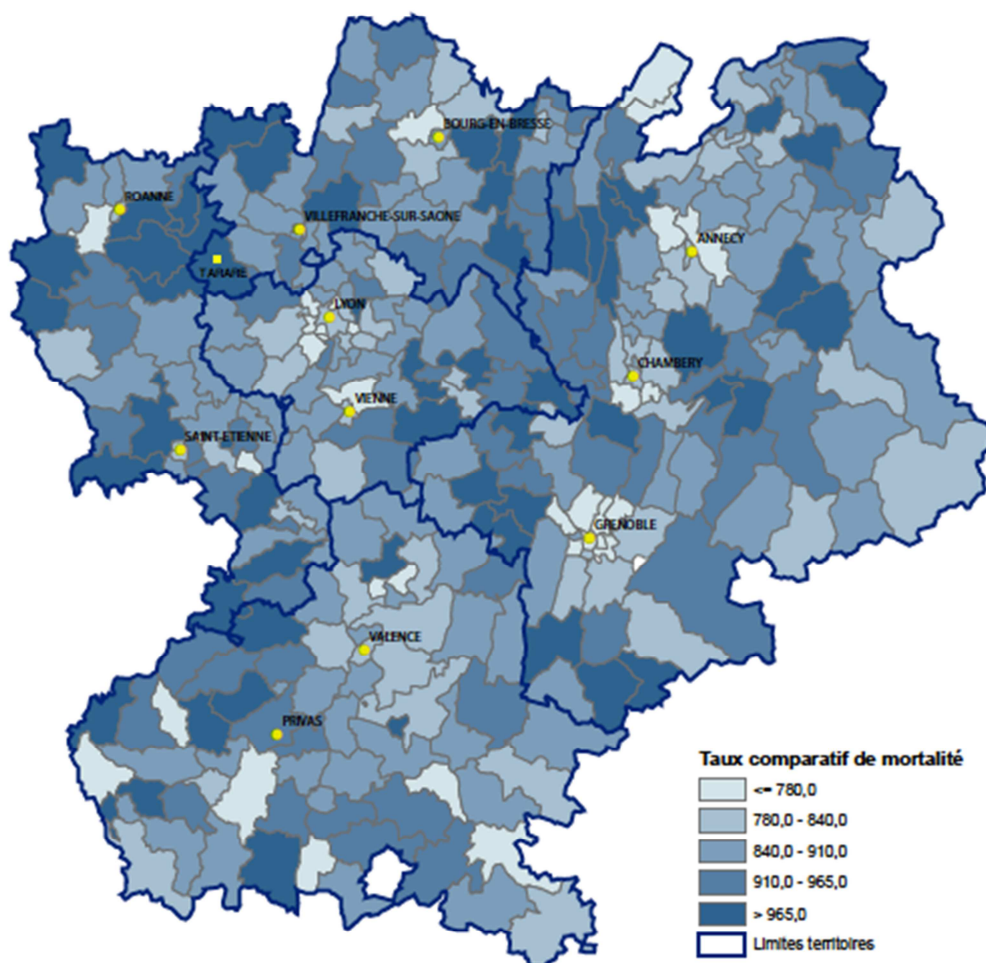 BOURG-EN-BRESSE
ROANNE
VILLEFRANCHE-SUR-SAONE
ANNECY
TARARE
LYON
CHAMBERY
VIENNE
SAINT-ETIENNE
GRENOBLE
VALENCE
PRIVAS
Taux comparatif de mortalité
<= 780,0
780,0 - 840,0
840,0 - 910,0
910,0 - 965,0
> 965,0
Limites territoires